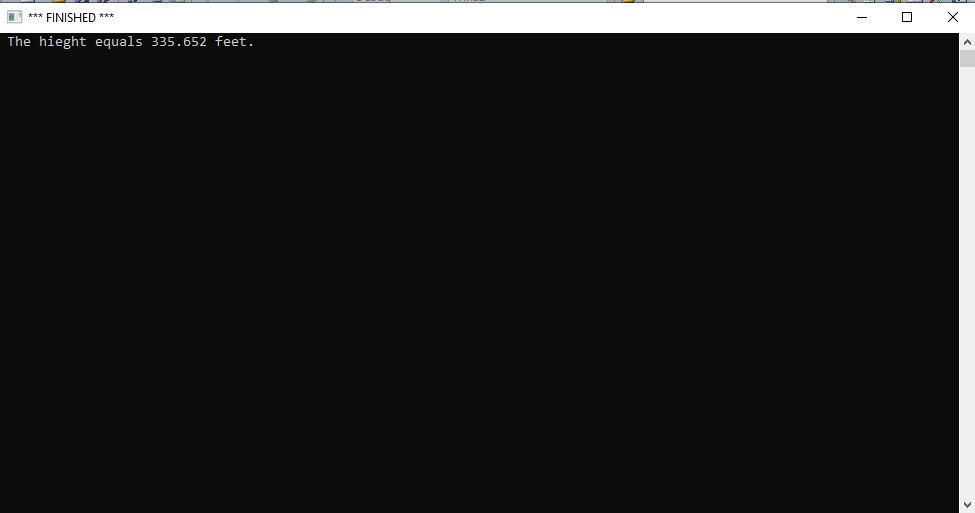 *** FINISHED ***
The hieght equals 335.652 feet.